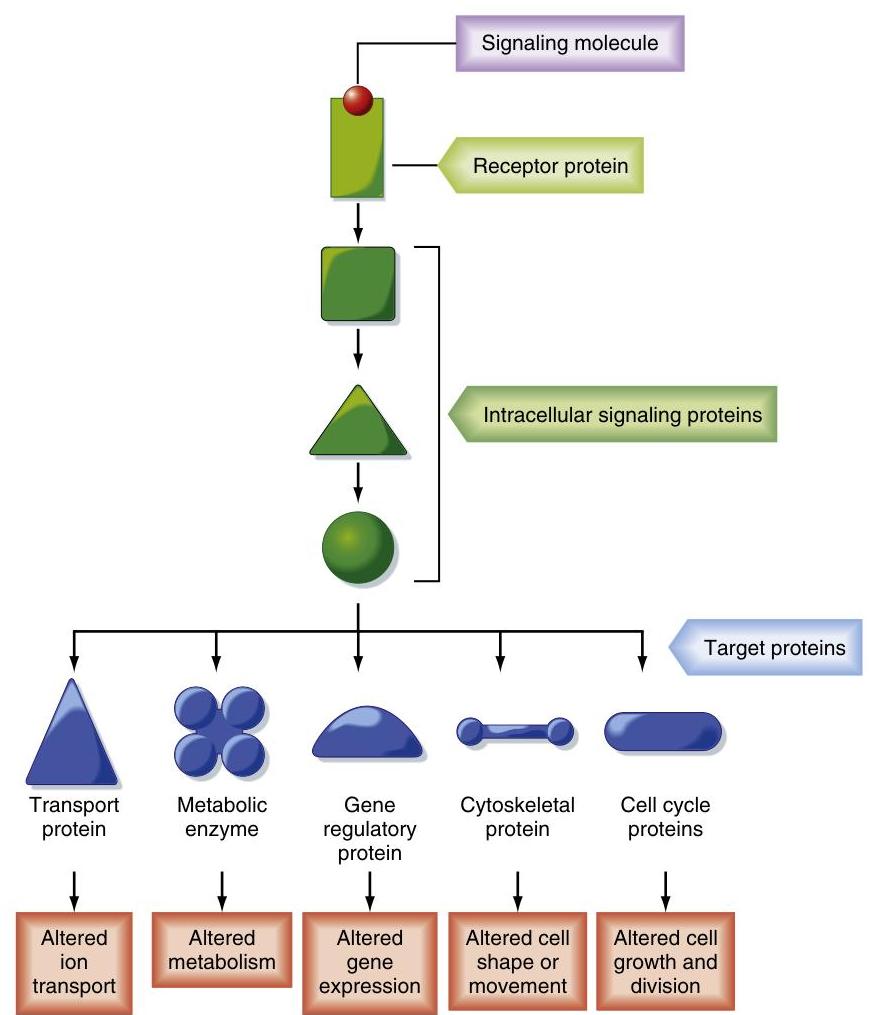 Signaling molecule
Receptor protein
Intracellular signaling proteins
Target proteins
Transport
protein
Metabolic
enzyme
Gene
regulatory
protein
Cytoskeletal
protein
Cell cycle
proteins
Altered
ion
transport
Altered
metabolism
Altered
gene
expression
Altered cell
shape or
movement
Altered cell
growth and
division